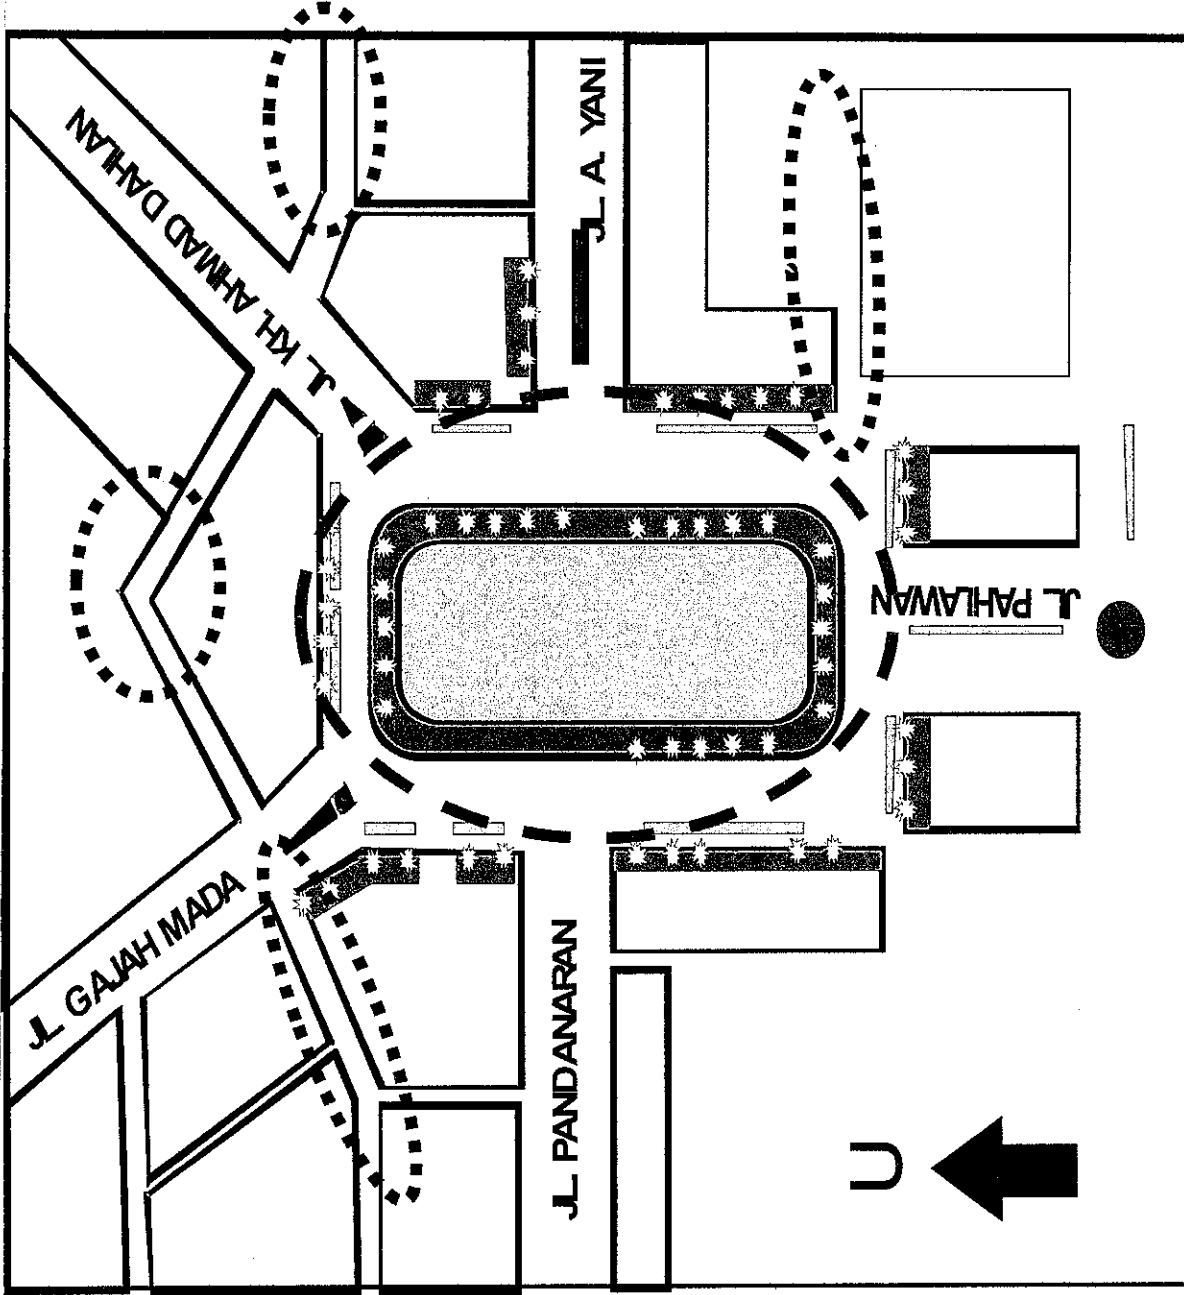 JL. A. YANI
JL. KH. AHMAD DAHLAN
JL. PAHLAWAN
JL. GAJAH MADA
JL. PANDANARAN
U